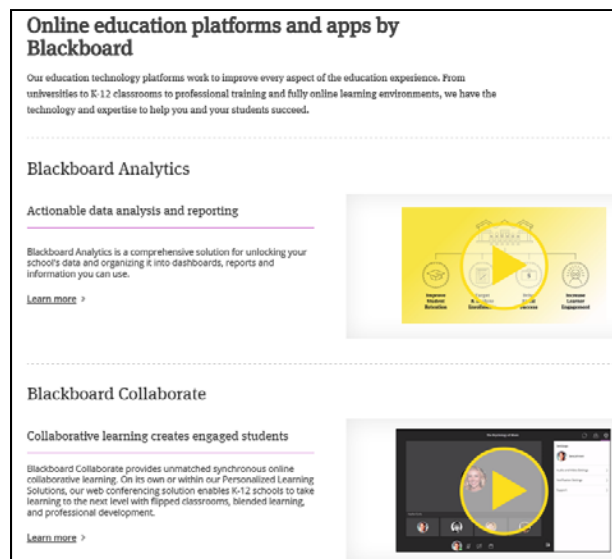 Online education platforms and apps by
Blackboard
Our education technology platforms work to improve every aspect of the education experience. From
universities to K-12 classrooms to professional training and fully online learning environments, we have the
technology and expertise to help you and your students succeed.
Blackboard Analytics
Actionable data analysis and reporting
Blackboard Analytics is a comprehensive solution for unlocking your
school's data and organizing it into dashboards, reports and
information you can use.
Learn more >
Improve
Student
Retention
Increase
Learner
Engagement
Blackboard Collaborate
Collaborative learning creates engaged students
Blackboard Collaborate provides unmatched synchronous online
collaborative learning. On its own or within our Personalized Learning
Solutions, our web conferencing solution enables K-12 schools to take
learning to the next level with flipped classrooms, blended learning,
and professional development.
Learn more >